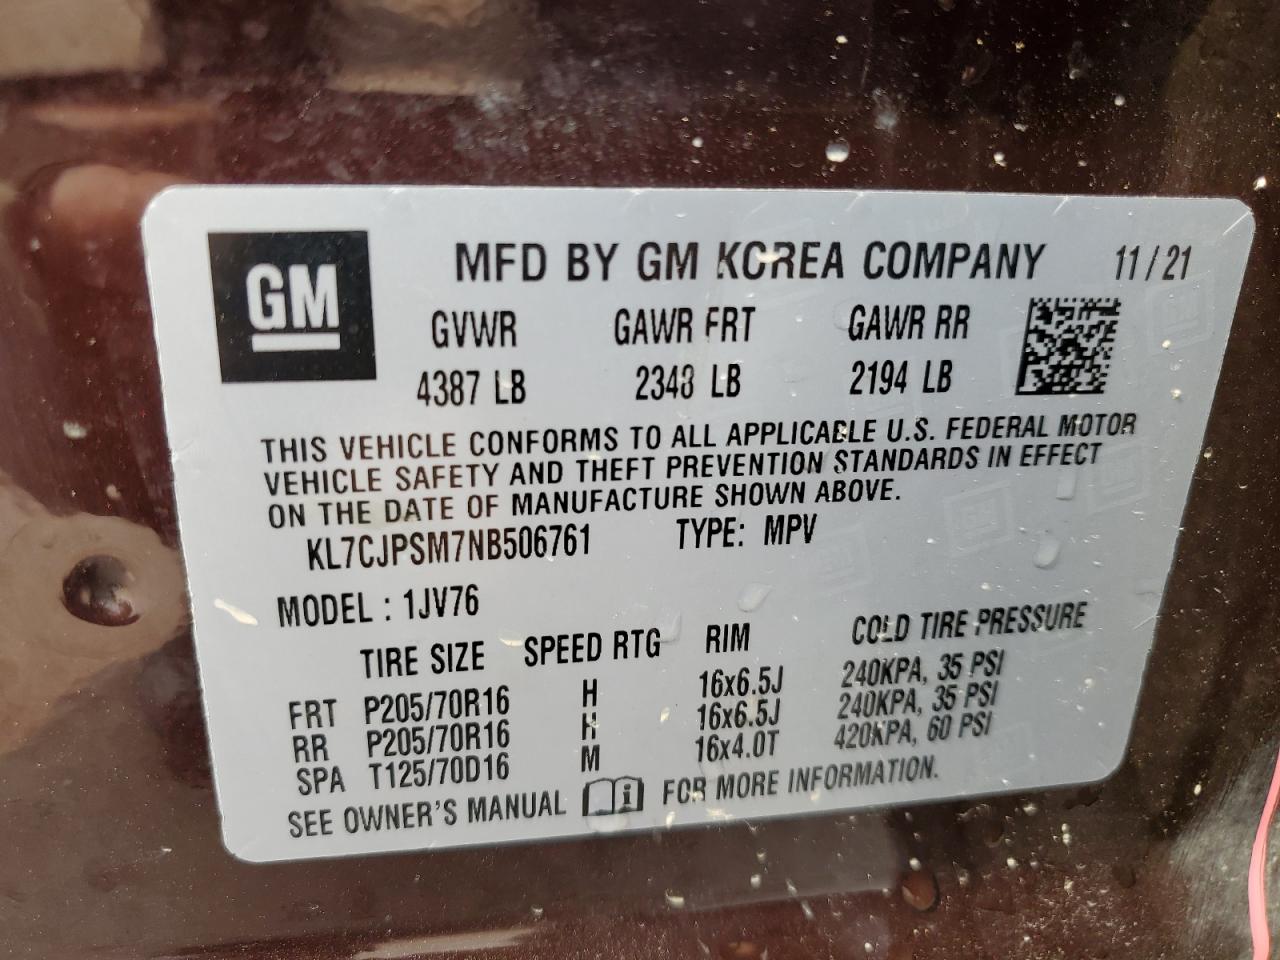 GM
MFD BY GM KOREA COMPANY 11/21
GVWR GAWR FRT GAWR RR
4387 LB 2348 LB 2194 LB
THIS VEHICLE CONFORMS TO ALL APPLICABLE U.S. FEDERAL MOTOR
VEHICLE SAFETY AND THEFT PREVENTION STANDARDS IN EFFECT
ON THE DATE OF MANUFACTURE SHOWN ABOVE.
KL7CJPSM7NB506761 TYPE: MPV
MODEL : 1JV76
TIRE SIZE SPEED RTG RIM COLD TIRE PRESSURE
FRT P205/70R16 H 16x6.5J 240KPA, 35 PSI
RR P205/70R16 H 16x6.5J 240KPA, 35 PSI
SPA T125/70D16 M 16x4.0T 420KPA, 60 PSI
SEE OWNER'S MANUAL i FOR MORE INFORMATION.